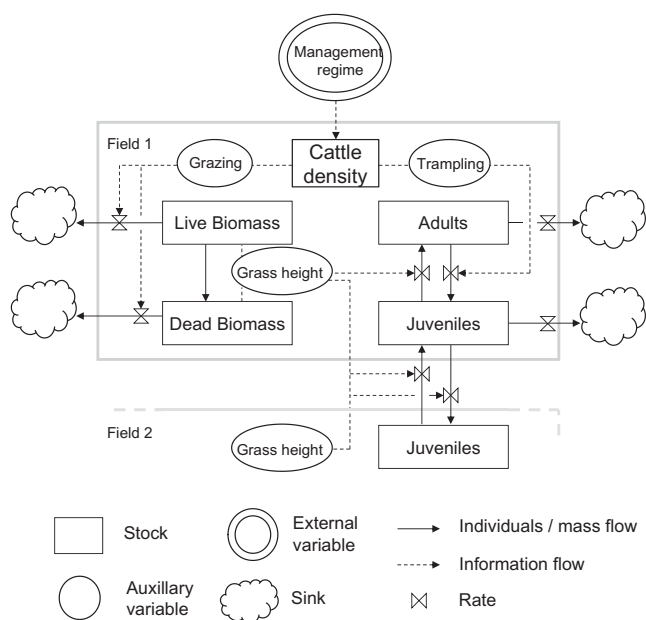 Management
regime
Field 1
Grazing
Cattle
density
Trampling
Live Biomass
Adults
Grass height
Dead Biomass
Juveniles
Field 2
Grass height
Juveniles
Stock
External
variable
Individuals / mass flow
Information flow
Auxillary
variable
Sink
Rate